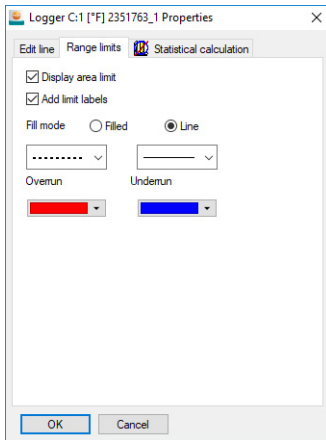 Logger C:1 [°F] 2351763_1 Properties
Edit line
Range limits
Statistical calculation
Display area limit
Add limit labels
Fill mode
Filled
Line
Overrun
Underrun
OK
Cancel